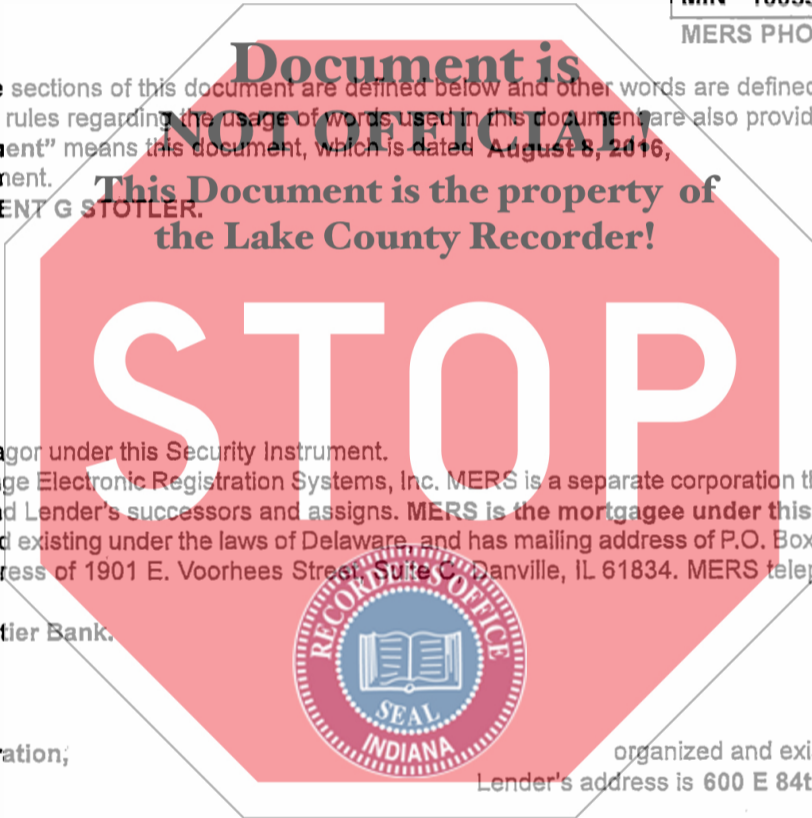 MERS PHO
Document is
sections of this document are defined below and other words are defined
rules regarding the usage of words used in this document are also provid
NOT OFFICIAL!
ent” means this document, which is dated August 8, 2016,
ment.
This Document is the property of
ENT G STOTLER.
the Lake County Recorder!
STOP
agor under this Security Instrument.
ge Electronic Registration Systems, Inc. MERS is a separate corporation th
d Lender's successors and assigns. MERS is the mortgagee under this
d existing under the laws of Delaware, and has mailing address of P.O. Box
ress of 1901 E. Voorhees Street, Suite C, Danville, IL 61834. MERS telep
RECORDER'S OFFICE
tier Bank.
SEAL
INDIANA
ration, organized and exi
Lender's address is 600 E 84t